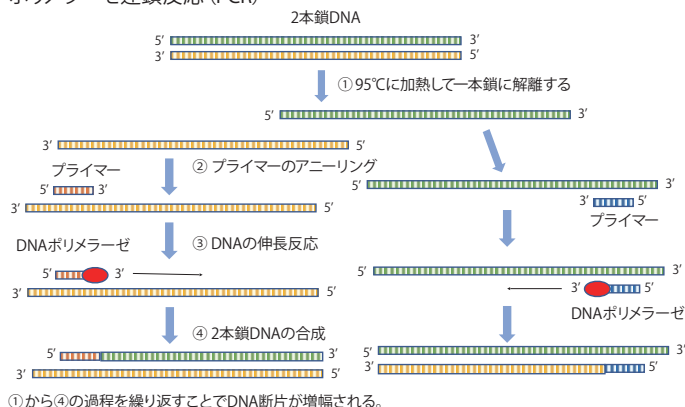 ポリメラーゼ連鎖反応 (PCR)
2本鎖DNA
5′ 3′
3′ 5′
① 95℃に加熱して一本鎖に解離する
5′ 3′
3′ 5′
② プライマーのアニーリング
プライマー
5′ 3′
3′ 5′
5′ 3′
3′ 5′
プライマー
③ DNAの伸長反応
DNAポリメラーゼ
5′ 3′
3′ 5′
5′ 3′
3′ 5′
DNAポリメラーゼ
④ 2本鎖DNAの合成
5′ 3′
3′ 5′
5′ 3′
3′ 5′
①から④の過程を繰り返すことでDNA断片が増幅される。